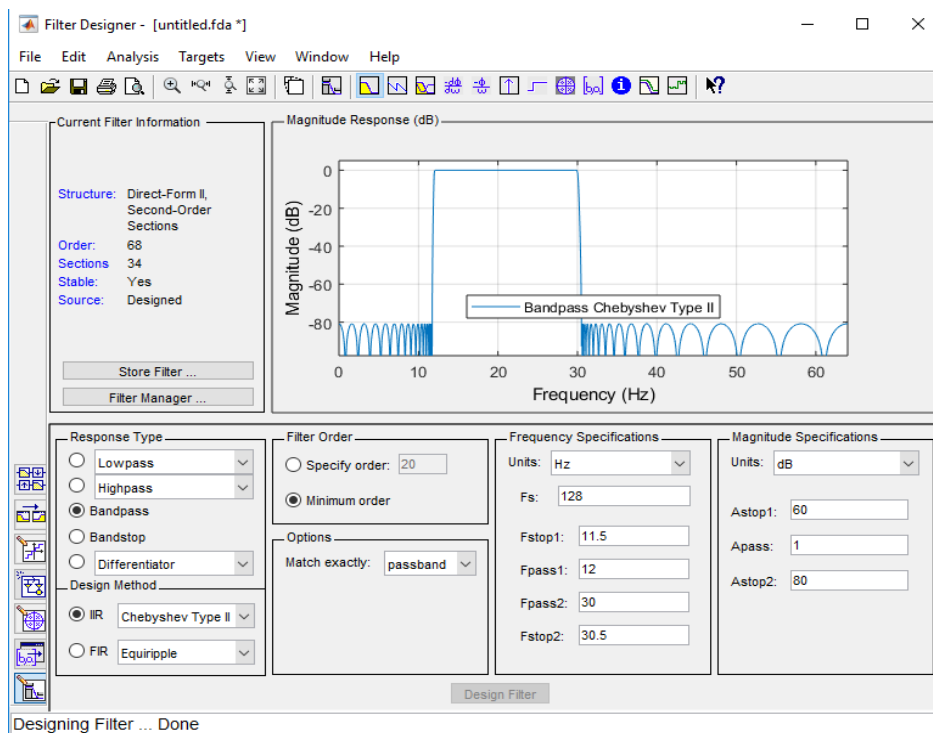 Filter Designer - [untitled.fda *]
File Edit Analysis Targets View Window Help
Current Filter Information
Structure: Direct-Form II,
Second-Order
Sections
Order: 68
Sections 34
Stable: Yes
Source: Designed
Store Filter ...
Filter Manager ...
Magnitude Response (dB)
Magnitude (dB)
0
-20
-40
-60
-80
Bandpass Chebyshev Type II
0 10 20 30 40 50 60
Frequency (Hz)
Response Type
Lowpass
Highpass
Bandpass
Bandstop
Differentiator
Design Method
IIR Chebyshev Type II
FIR Equiripple
Filter Order
Specify order: 20
Minimum order
Options
Match exactly: passband
Frequency Specifications
Units: Hz
Fs: 128
Fstop1: 11.5
Fpass1: 12
Fpass2: 30
Fstop2: 30.5
Magnitude Specifications
Units: dB
Astop1: 60
Apass: 1
Astop2: 80
Design Filter
Designing Filter ... Done